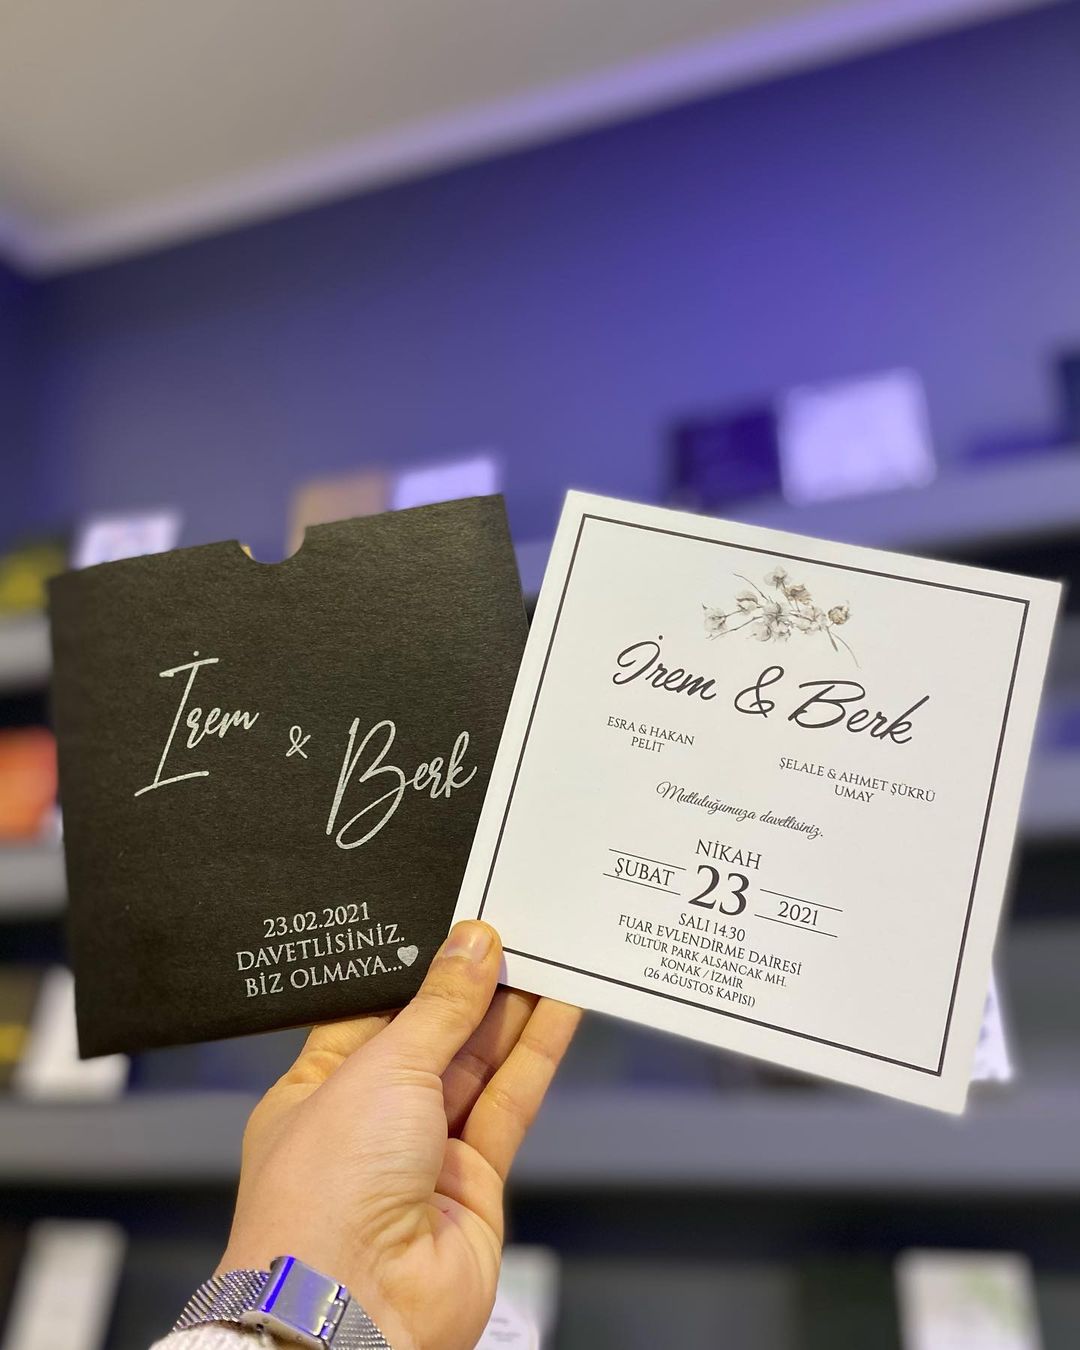 İrem
&
Berk
23.02.2021
DAVETLİSİNİZ.
BİZ OLMAYA...
İrem & Berk
ESRA & HAKAN
PELİT
ŞELALE & AHMET ŞÜKRÜ
UMAY
Mutluluğumuza davetlisiniz.
NİKAH
ŞUBAT 23 2021
SALI 14.30
FUAR EVLENDİRME DAİRESİ
KÜLTÜR PARK ALSANCAK MH.
KONAK / İZMİR
(26 AĞUSTOS KAPISI)